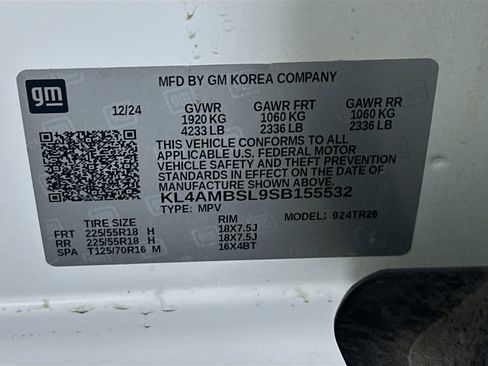 gm
MFD BY GM KOREA COMPANY
12/24 GVWR GAWR FRT GAWR RR
1920 KG 1060 KG 1060 KG
4233 LB 2336 LB 2336 LB
THIS VEHICLE CONFORMS TO ALL
APPLICABLE U.S. FEDERAL MOTOR
VEHICLE SAFETY AND THEFT PREVENTION
STANDARDS IN EFFECT ON THE DATE OF
MANUFACTURE SHOWN ABOVE.
KL4AMBSL9SB155532
TYPE: MPV MODEL: 924TR26
TIRE SIZE RIM
FRT 225/55R18 H 18X7.5J
RR 225/55R18 H 18X7.5J
SPA T125/70R16 M 16X4BT